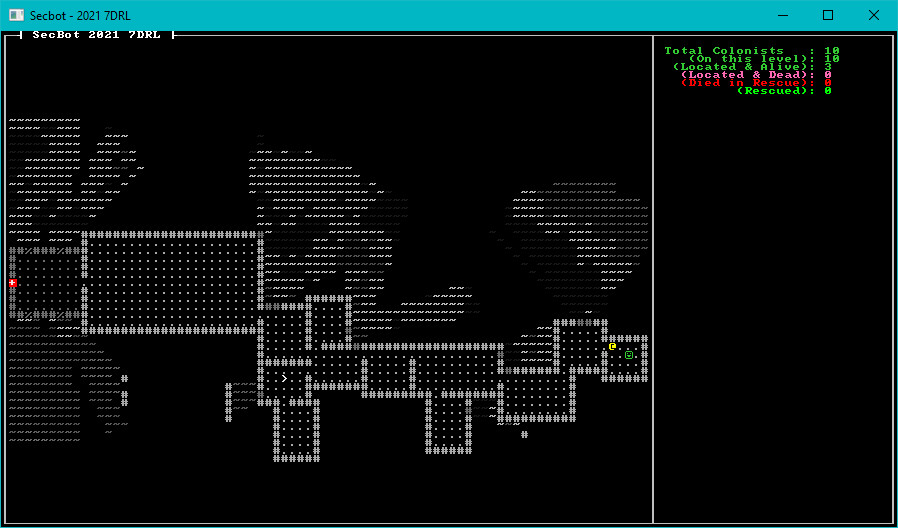 Secbot - 2021 7DRL
SecBot 2021 7DRL
Total Colonists : 10
(On this level): 10
(Located & Alive): 3
(Located & Dead): 0
(Died in Rescue): 0
(Rescued): 0